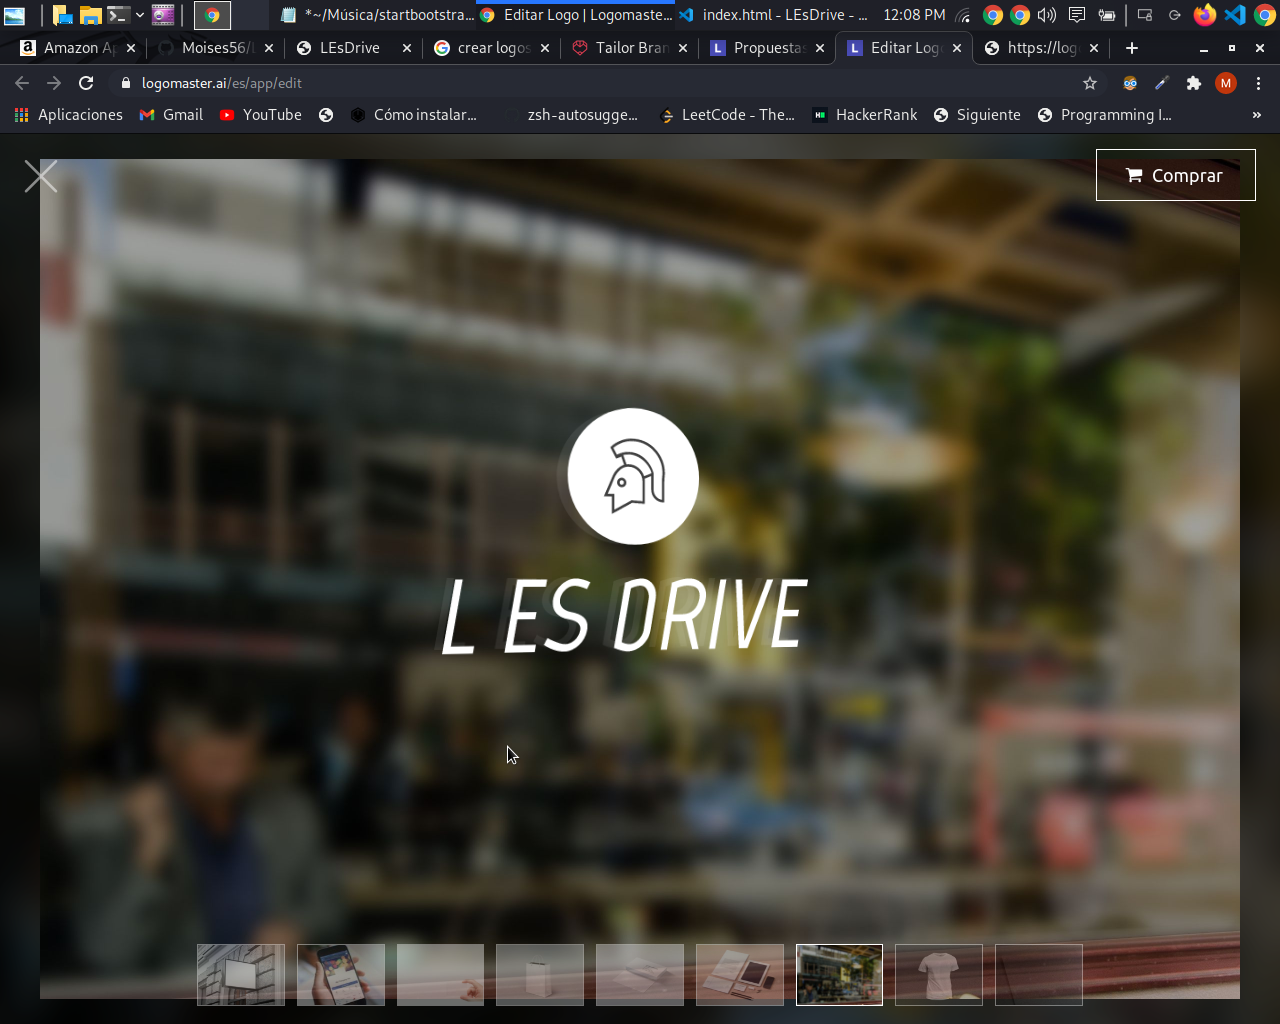 *~/Música/startbootstra...
Editar Logo | Logomaste...
index.html - LEsDrive - ...
12:08 PM
Amazon Ap
Moises56/L
LEsDrive
crear logos
Tailor Bran
Propuestas
Editar Logo
https://log
logomaster.ai/es/app/edit
M
Aplicaciones
Gmail
YouTube
Cómo instalar...
zsh-autosugge...
LeetCode - The...
HackerRank
Siguiente
Programming I...
»
Comprar
L ES DRIVE